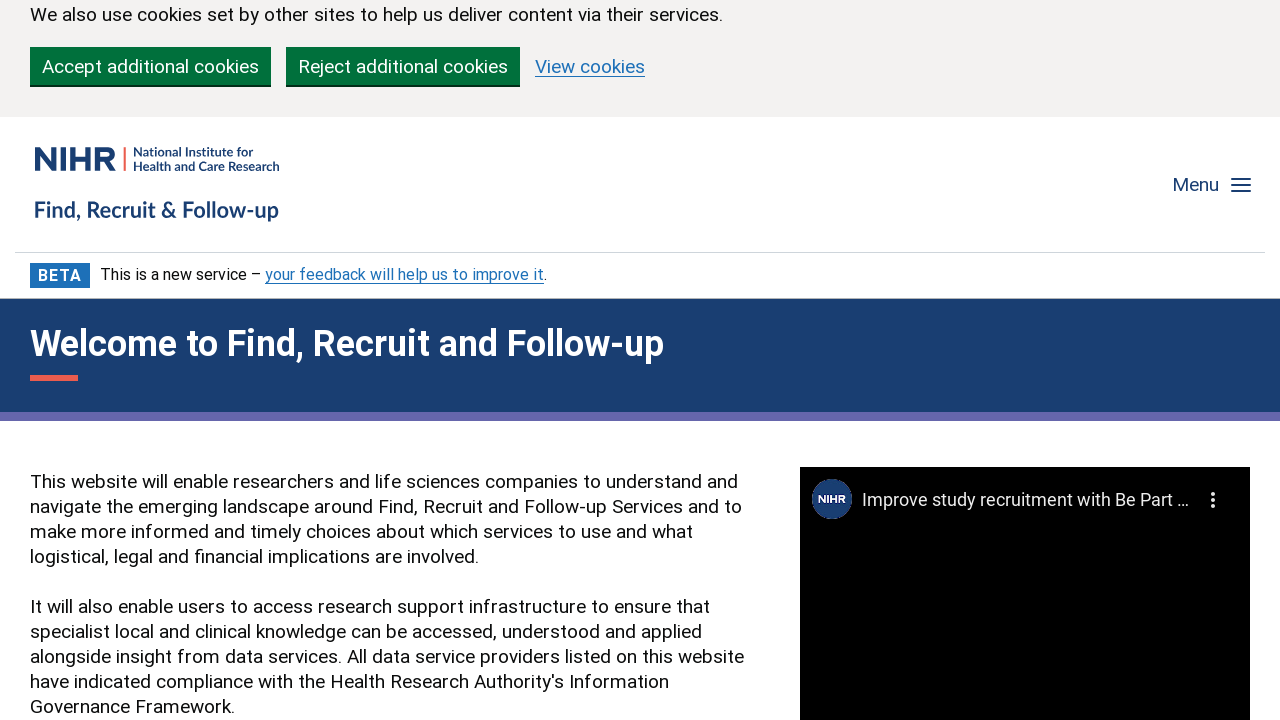 We also use cookies set by other sites to help us deliver content via their services.
Accept additional cookies
Reject additional cookies
View cookies
NIHR | National Institute for
Health and Care Research
Find, Recruit & Follow-up
Menu
BETA
This is a new service – your feedback will help us to improve it.
Welcome to Find, Recruit and Follow-up
This website will enable researchers and life sciences companies to understand and
navigate the emerging landscape around Find, Recruit and Follow-up Services and to
make more informed and timely choices about which services to use and what
logistical, legal and financial implications are involved.
It will also enable users to access research support infrastructure to ensure that
specialist local and clinical knowledge can be accessed, understood and applied
alongside insight from data services. All data service providers listed on this website
have indicated compliance with the Health Research Authority's Information
Governance Framework.
NIHR
Improve study recruitment with Be Part ...